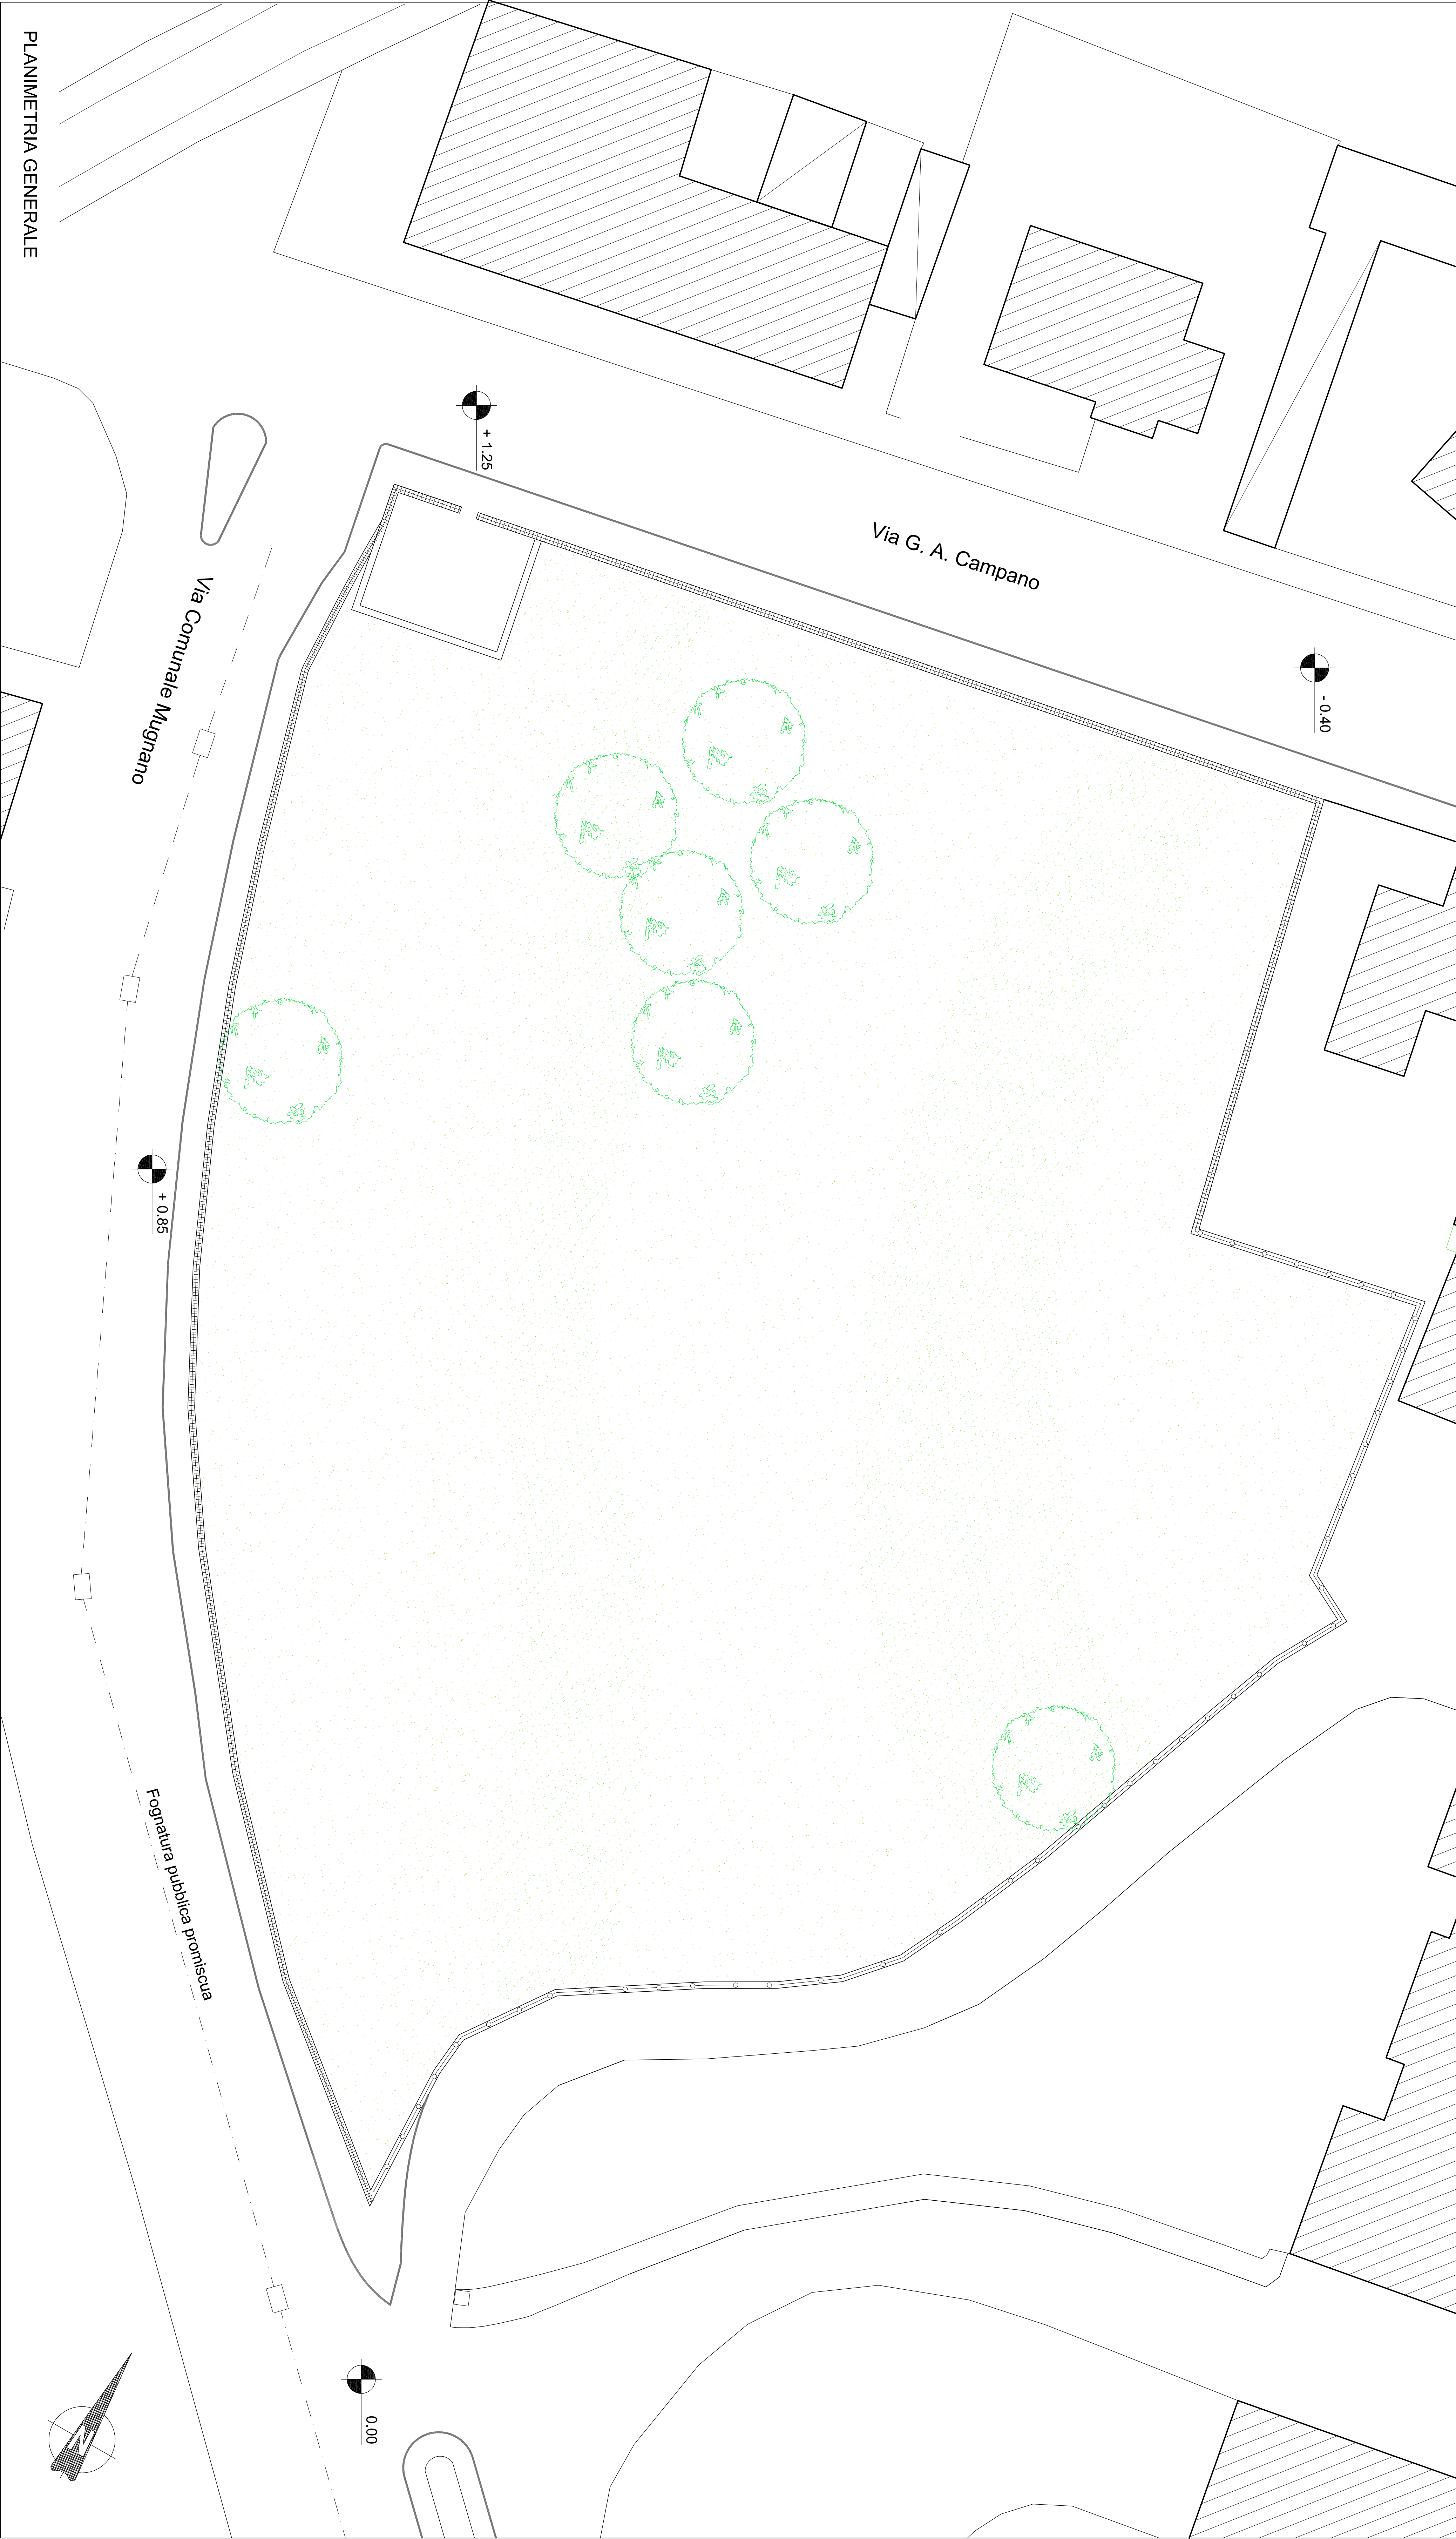 PLANIMETRIA GENERALE
+ 1.25
Via G. A. Campano
- 0.40
Via Comunale Mugnano
+ 0.85
Fognatura pubblica promiscua
0.00
N